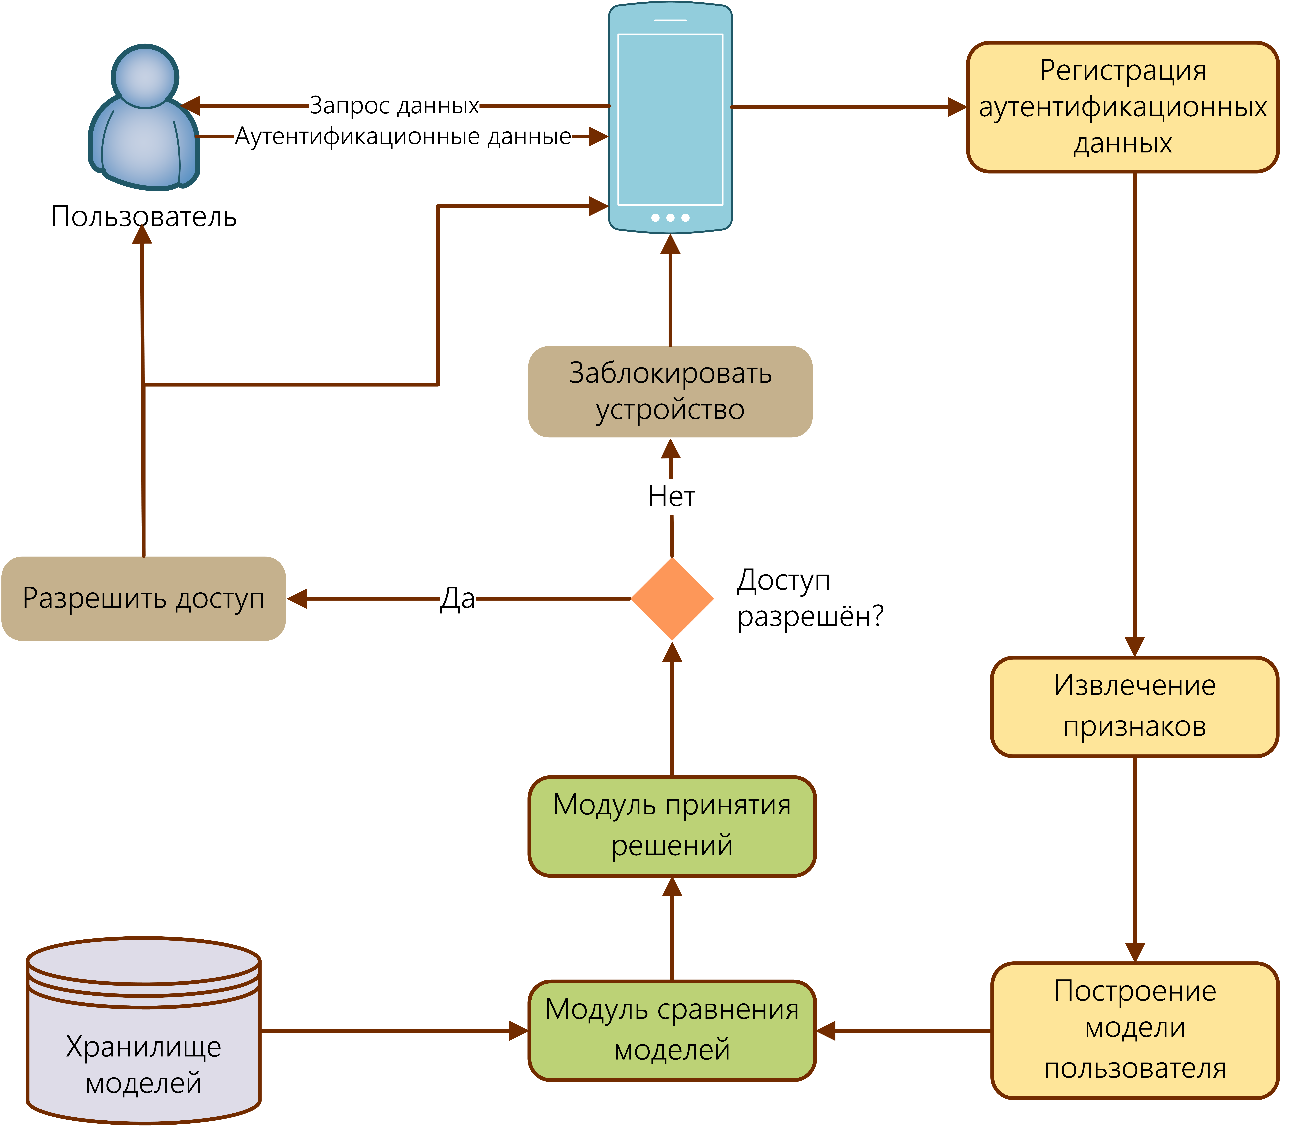 Запрос данных
Аутентификационные данные
Пользователь
Регистрация
аутентификационных
данных
Заблокировать
устройство
Нет
Разрешить доступ
Да
Доступ
разрешён?
Извлечение
признаков
Модуль принятия
решений
Хранилище
моделей
Модуль сравнения
моделей
Построение
модели
пользователя